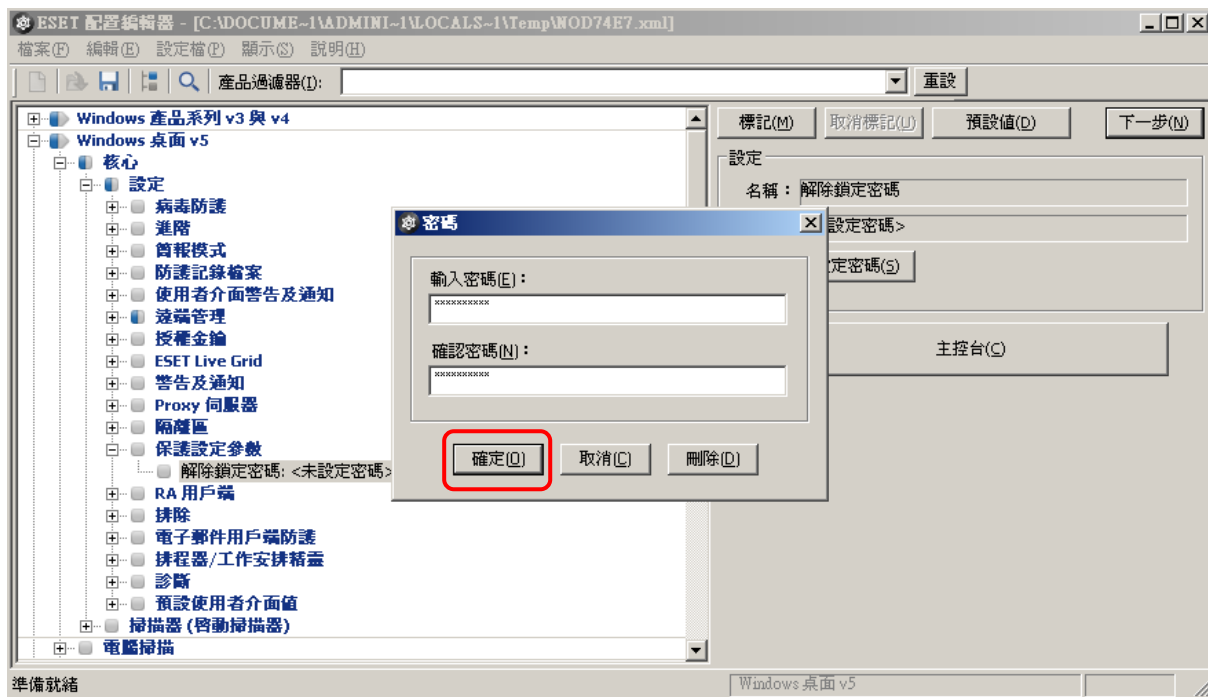 ESET 配置編輯器 - [C:\DOCUME~1\ADMINI~1\LOCALS~1\Temp\NOD74E7.xml]
檔案(F) 編輯(E) 設定檔(P) 顯示(S) 說明(H)
產品過濾器(I): 重設
Windows 產品系列 v3 與 v4
Windows 桌面 v5
核心
設定
病毒防護
進階
簡報模式
防護記錄檔案
使用者介面警告及通知
遠端管理
授權金鑰
ESET Live Grid
警告及通知
Proxy 伺服器
隔離區
保護設定參數
解除鎖定密碼: <未設定密碼>
RA 用戶端
排除
電子郵件用戶端防護
排程器/工作安排精靈
診斷
預設使用者介面值
掃描器 (啓動掃描器)
電腦掃描
標記(M) 取消標記(U) 預設值(D) 下一步(N)
設定
名稱： 解除鎖定密碼
設定密碼>
定密碼(S)
主控台(C)
密碼
輸入密碼(E)：
××××××××××
確認密碼(N)：
××××××××××
確定(O) 取消(C) 刪除(D)
準備就緒 Windows 桌面 v5